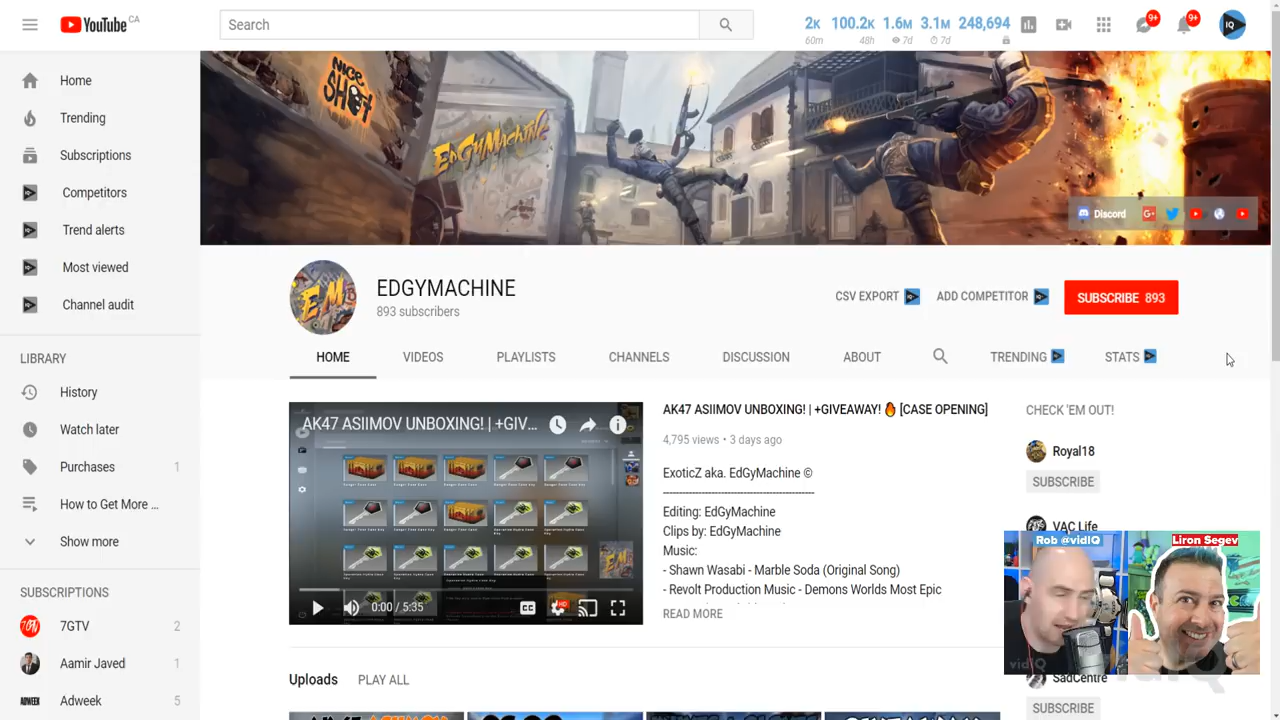 YouTube CA
Search
2K 100.2K 1.6M 3.1M 248,694
60m 48h 7d 7d
9+ 9+
IQ
Home
Trending
Subscriptions
Competitors
Trend alerts
Most viewed
Channel audit
LIBRARY
History
Watch later
Purchases 1
How to Get More ...
Show more
SUBSCRIPTIONS
7GTV 2
Aamir Javed 1
ADWEEK Adweek 5
NICE SHOT
EDGYMACHINE
Discord
EM
EDGYMACHINE
893 subscribers
CSV EXPORT
ADD COMPETITOR
SUBSCRIBE 893
HOME VIDEOS PLAYLISTS CHANNELS DISCUSSION ABOUT TRENDING STATS
AK47 ASIIMOV UNBOXING! | +GIV...
0:00 / 5:35
CC
HD
AK47 ASIIMOV UNBOXING! | +GIVEAWAY! 🔥 [CASE OPENING]
4,795 views • 3 days ago
ExoticZ aka. EdGyMachine ©
---------------------------------------------
Editing: EdGyMachine
Clips by: EdGyMachine
Music:
- Shawn Wasabi - Marble Soda (Original Song)
- Revolt Production Music - Demons Worlds Most Epic
READ MORE
CHECK 'EM OUT!
Royal18
SUBSCRIBE
VAC Life
Rob @vidIQ
Liron Segev
vidIQ
SadCentre
SUBSCRIBE
Uploads PLAY ALL